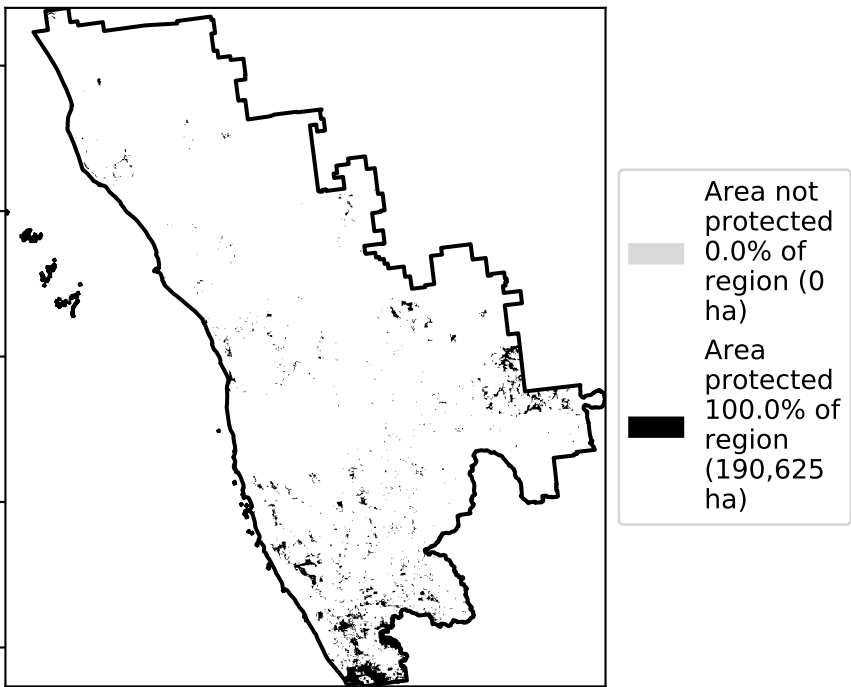 Area not
protected
0.0% of
region (0
ha)
Area
protected
100.0% of
region
(190,625
ha)